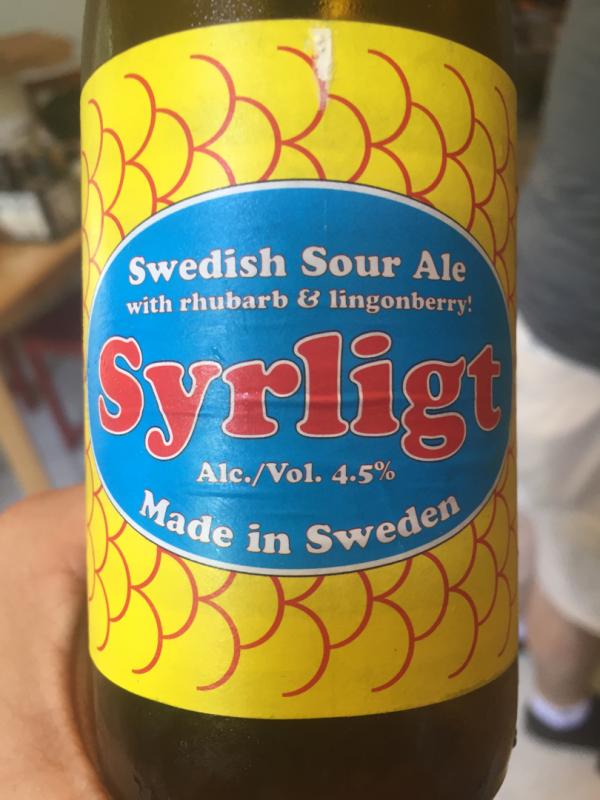 Swedish Sour Ale
with rhubarb & lingonberry!
Syrligt
Alc./Vol. 4.5%
Made in Sweden